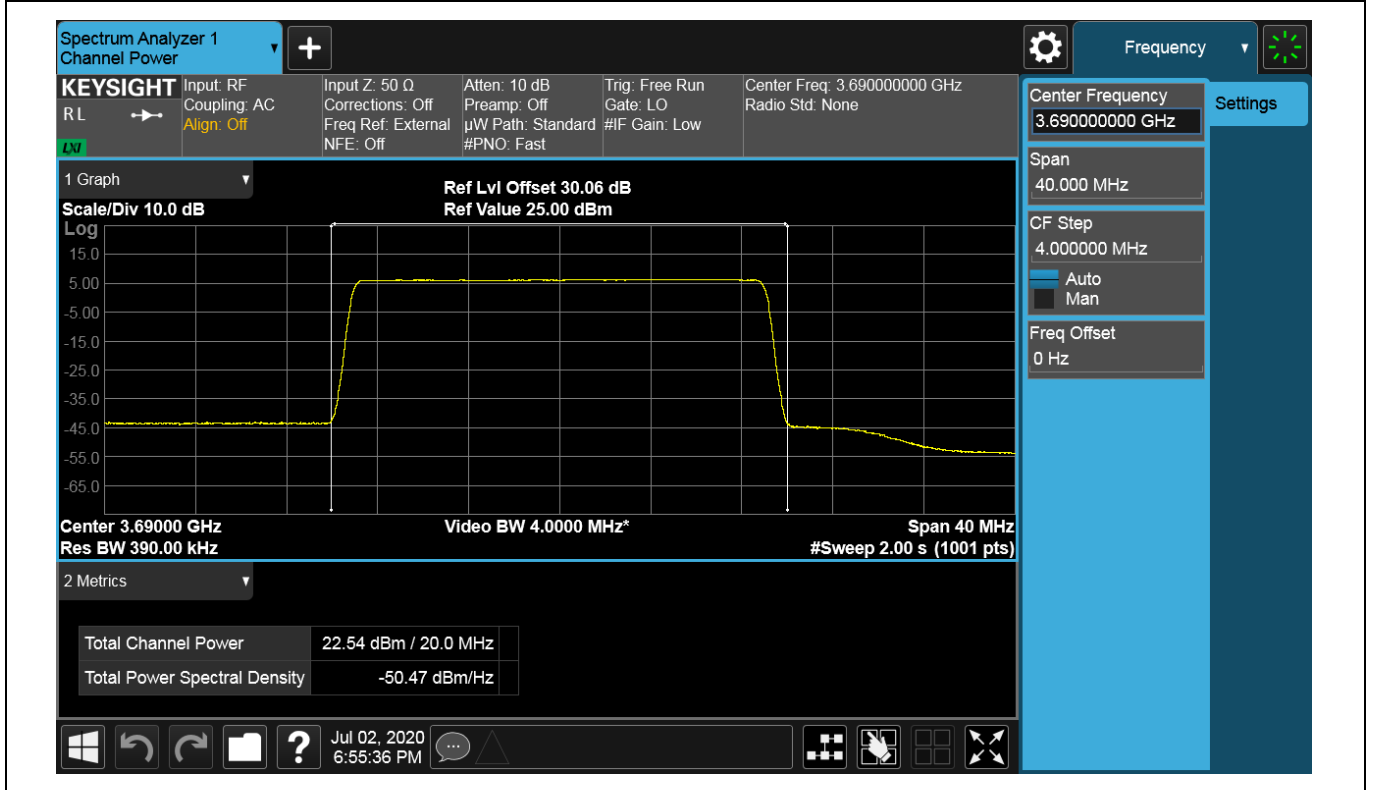 Spectrum Analyzer 1
Channel Power
+
Frequency
KEYSIGHT
RL
LXI
Input: RF
Coupling: AC
Align: Off
Input Z: 50 Ω
Corrections: Off
Freq Ref: External
NFE: Off
Atten: 10 dB
Preamp: Off
µW Path: Standard
#PNO: Fast
Trig: Free Run
Gate: LO
#IF Gain: Low
Center Freq: 3.690000000 GHz
Radio Std: None
Center Frequency
3.690000000 GHz
Settings
Span
40.000 MHz
CF Step
4.000000 MHz
Auto
Man
Freq Offset
0 Hz
1 Graph
Ref Lvl Offset 30.06 dB
Scale/Div 10.0 dB
Ref Value 25.00 dBm
Log
15.0
5.00
-5.00
-15.0
-25.0
-35.0
-45.0
-55.0
-65.0
Center 3.69000 GHz
Video BW 4.0000 MHz*
Span 40 MHz
Res BW 390.00 kHz
#Sweep 2.00 s (1001 pts)
2 Metrics
Total Channel Power 22.54 dBm / 20.0 MHz
Total Power Spectral Density -50.47 dBm/Hz
?
Jul 02, 2020
6:55:36 PM